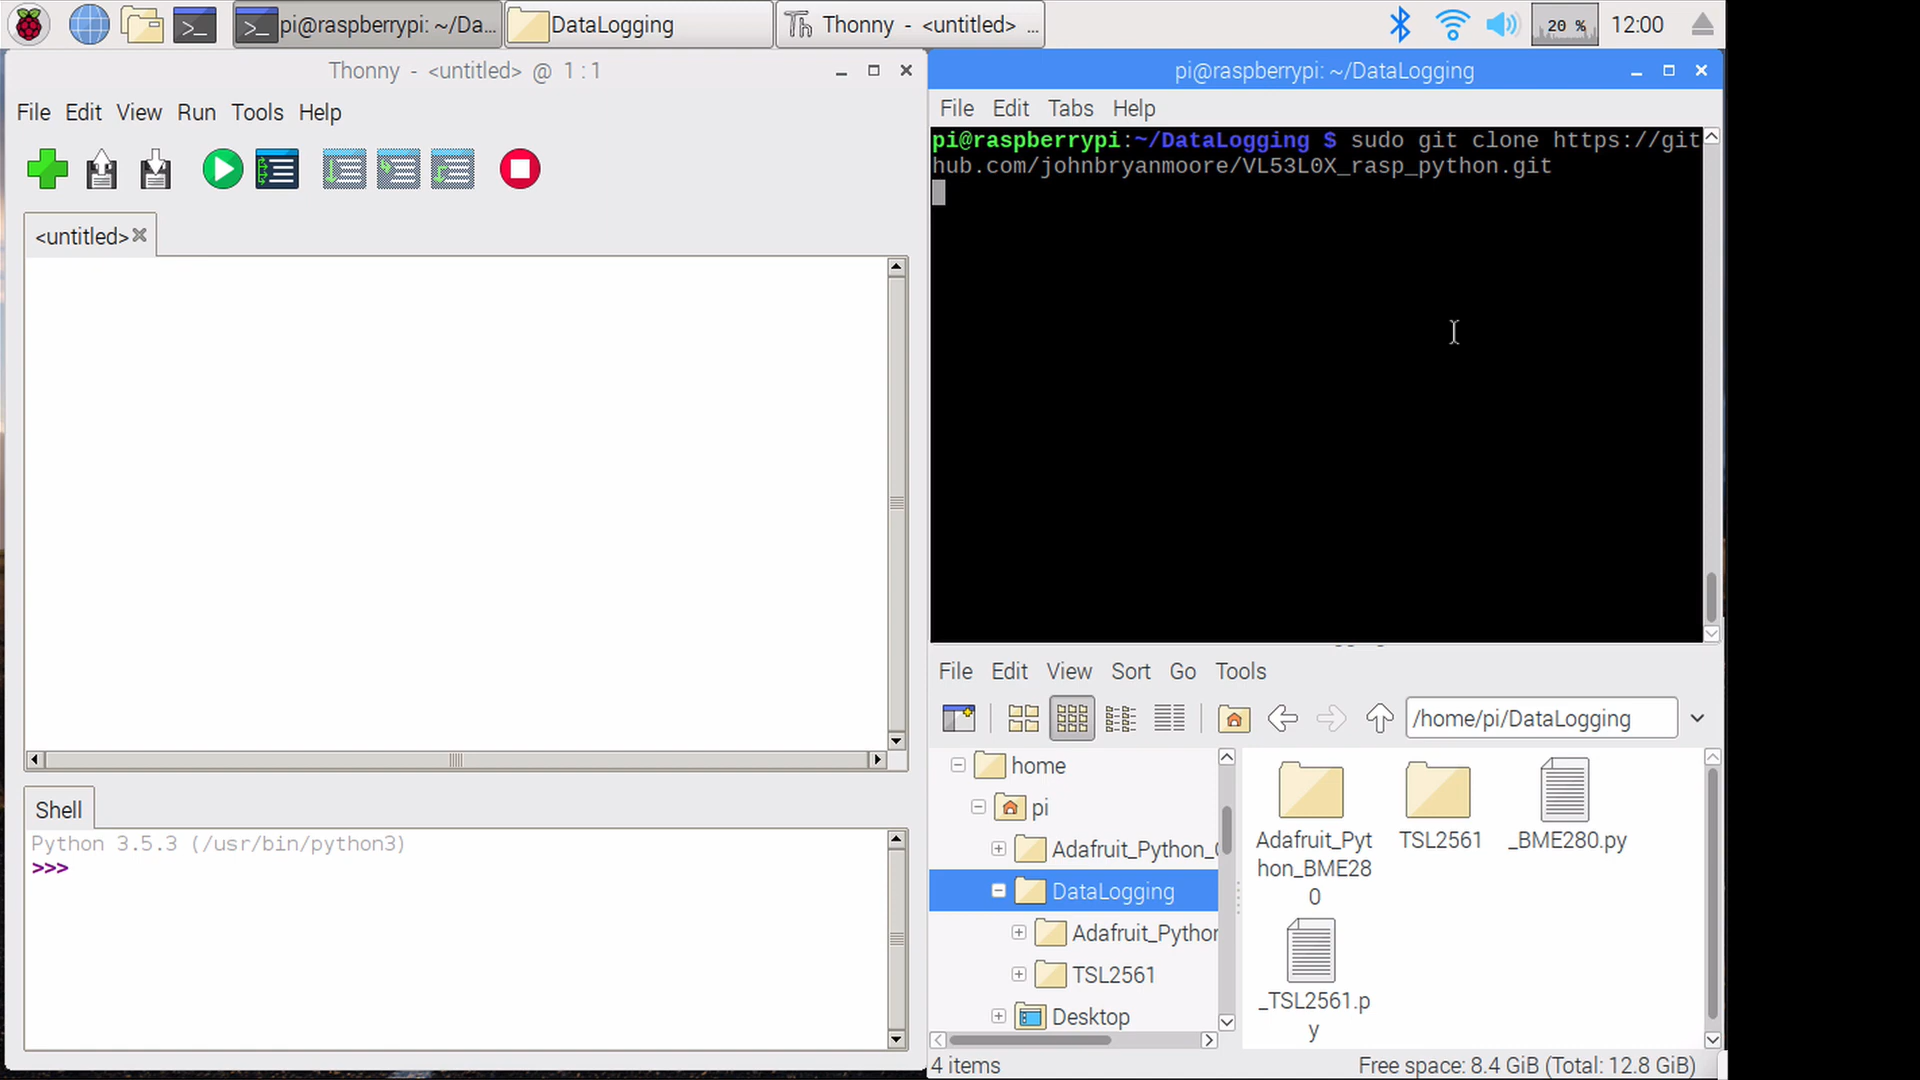 pi@raspberrypi: ~/Da...
DataLogging
Thonny - <untitled> ...
20 %
12:00
Thonny - <untitled> @ 1 : 1
File Edit View Run Tools Help
<untitled>
Shell
Python 3.5.3 (/usr/bin/python3)
>>>
pi@raspberrypi: ~/DataLogging
File Edit Tabs Help
pi@raspberrypi:~/DataLogging $ sudo git clone https://git
hub.com/johnbryanmoore/VL53L0X_rasp_python.git
File Edit View Sort Go Tools
/home/pi/DataLogging
home
pi
Adafruit_Python_
DataLogging
Adafruit_Python
TSL2561
Desktop
Adafruit_Pyt
hon_BME28
0
TSL2561
_BME280.py
_TSL2561.p
y
4 items
Free space: 8.4 GiB (Total: 12.8 GiB)